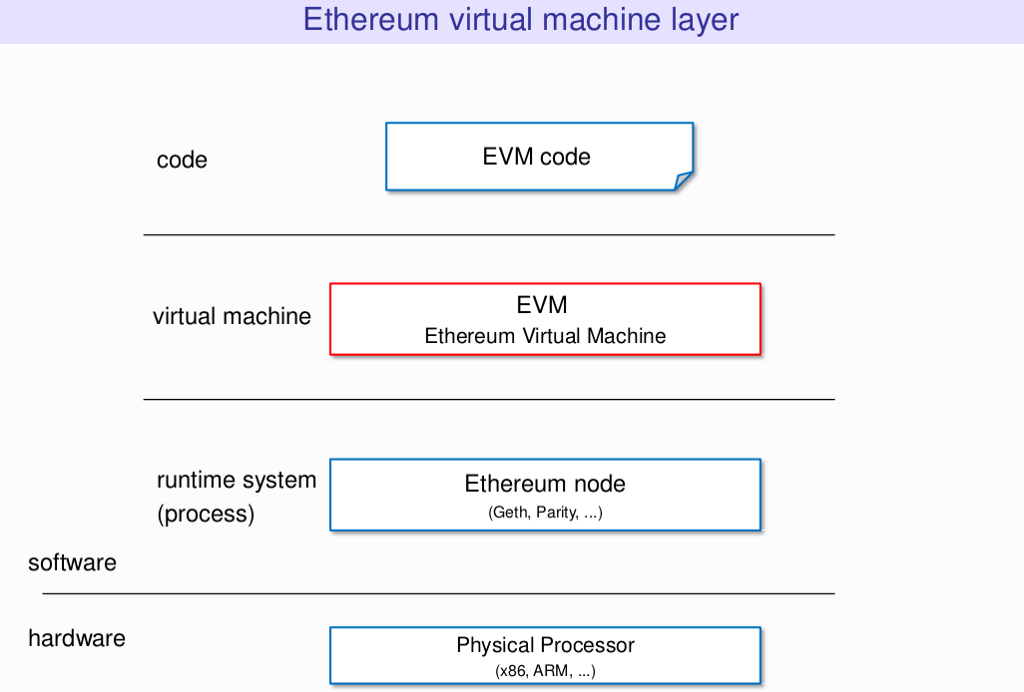 Ethereum virtual machine layer
code
EVM code
virtual machine
EVM
Ethereum Virtual Machine
runtime system
(process)
Ethereum node
(Geth, Parity, ...)
software
hardware
Physical Processor
(x86, ARM, ...)